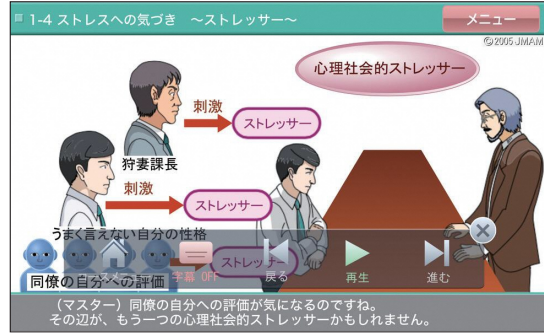 1-4 ストレスへの気づき ～ストレッサー～
メニュー
©2005 JMAM
心理社会的ストレッサー
刺激
ストレッサー
狩妻課長
刺激
ストレッサー
うまく言えない自分の性格
ストレッサー
同僚の自分への評価
字幕 OFF
戻る
再生
進む
（マスター）同僚の自分への評価が気になるのですね。
その辺が、もう一つの心理社会的ストレッサーかもしれません。